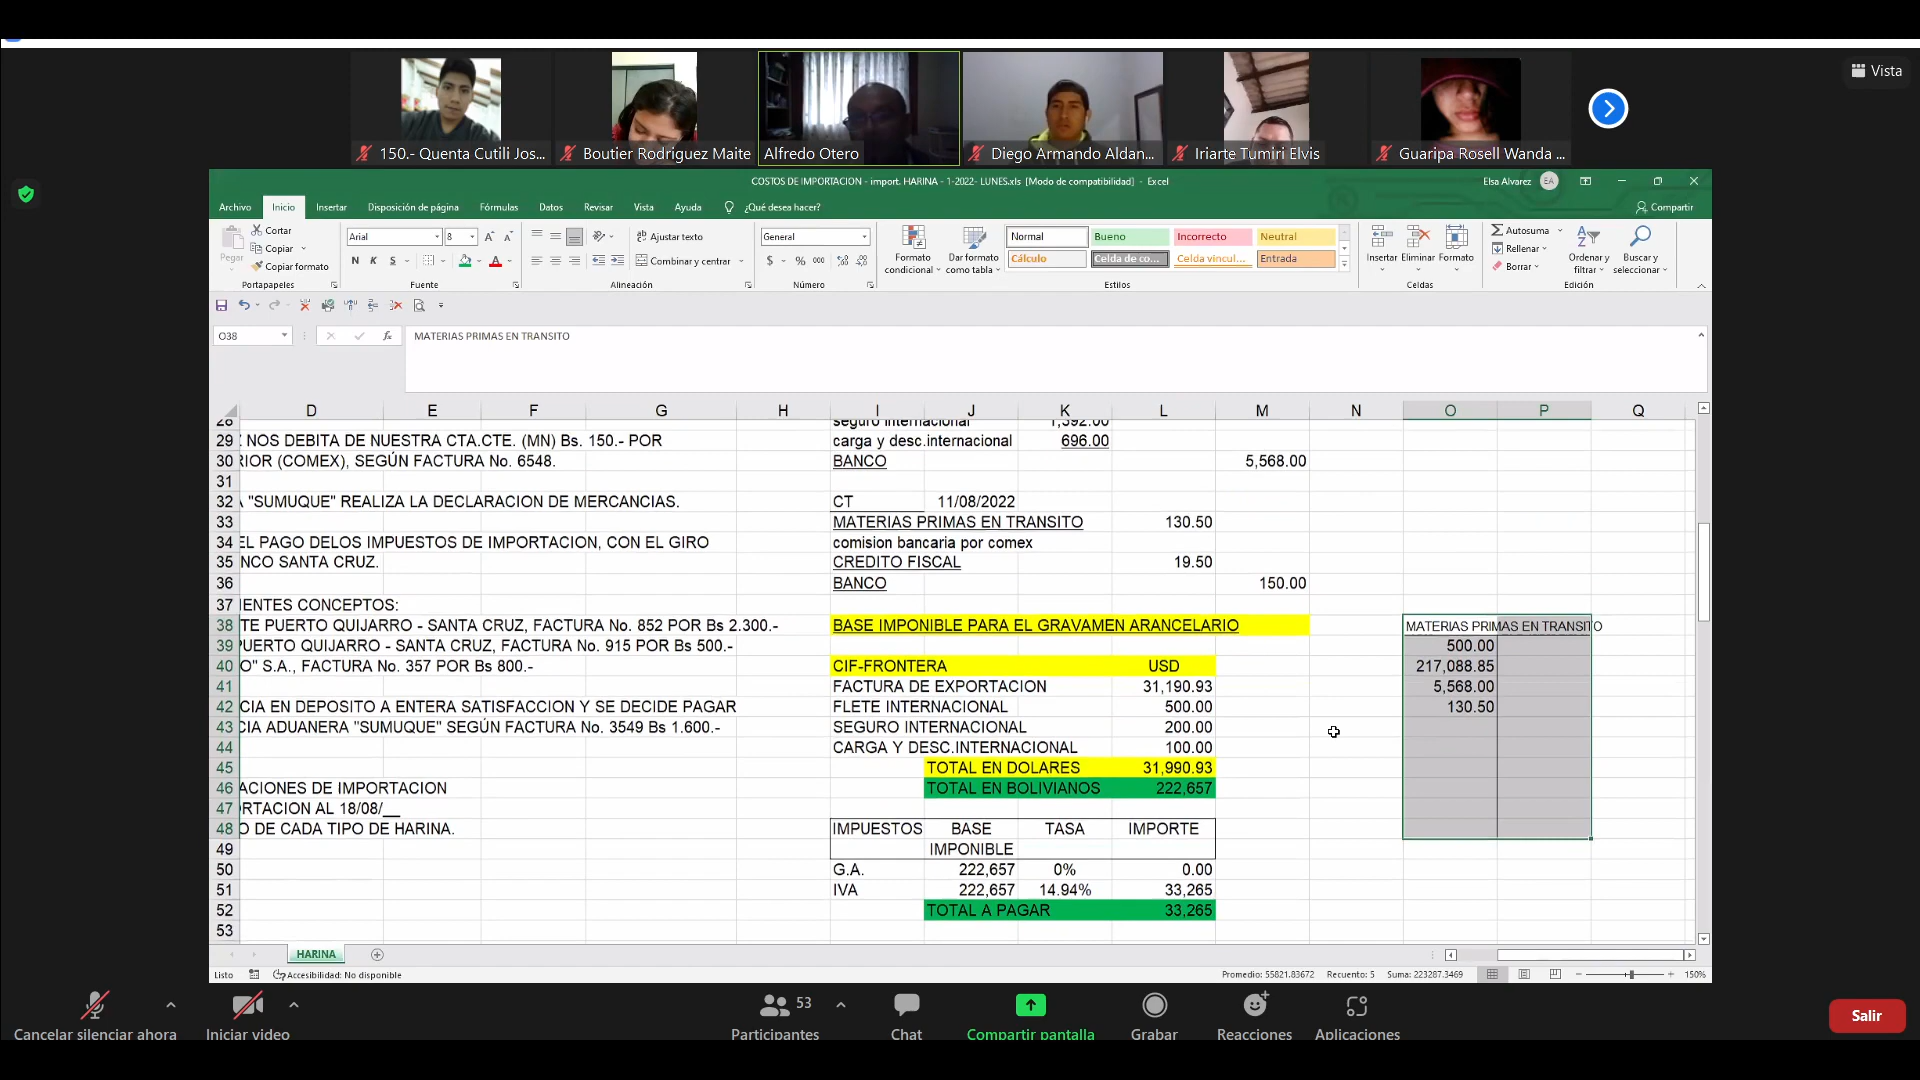 Vista
150.- Quenta Cutili Jos...
Boutier Rodriguez Maite
Alfredo Otero
Diego Armando Aldan...
Iriarte Tumiri Elvis
Guaripa Rosell Wanda ...
COSTOS DE IMPORTACION - import. HARINA - 1-2022- LUNES.xls [Modo de compatibilidad] - Excel
Elsa Alvarez EA
Archivo Inicio Insertar Disposición de página Fórmulas Datos Revisar Vista Ayuda ¿Qué desea hacer? Compartir
Pegar
Cortar
Copiar
Copiar formato
Portapapeles
Arial 8
N K S
Fuente
Ajustar texto
Combinar y centrar
Alineación
General
$ % 000
Número
Formato condicional
Dar formato como tabla
Normal Bueno Incorrecto Neutral
Cálculo Celda de co... Celda vincul... Entrada
Estilos
Insertar Eliminar Formato
Celdas
Autosuma
Rellenar
Borrar
Ordenar y filtrar
Buscar y seleccionar
Edición
O38 fx MATERIAS PRIMAS EN TRANSITO
D E F G H I J K L M N O P Q
28 seguro internacional 1,392.00
29 NOS DEBITA DE NUESTRA CTA.CTE. (MN) Bs. 150.- POR carga y desc.internacional 696.00
30 RIOR (COMEX), SEGÚN FACTURA No. 6548. BANCO 5,568.00
31
32 "SUMUQUE" REALIZA LA DECLARACION DE MERCANCIAS. CT 11/08/2022
33 MATERIAS PRIMAS EN TRANSITO 130.50
34 EL PAGO DELOS IMPUESTOS DE IMPORTACION, CON EL GIRO comision bancaria por comex
35 NCO SANTA CRUZ. CREDITO FISCAL 19.50
36 BANCO 150.00
37 IENTES CONCEPTOS:
38 TE PUERTO QUIJARRO - SANTA CRUZ, FACTURA No. 852 POR Bs 2.300.- BASE IMPONIBLE PARA EL GRAVAMEN ARANCELARIO MATERIAS PRIMAS EN TRANSITO
39 PUERTO QUIJARRO - SANTA CRUZ, FACTURA No. 915 POR Bs 500.- 500.00
40 O" S.A., FACTURA No. 357 POR Bs 800.- CIF-FRONTERA USD 217,088.85
41 FACTURA DE EXPORTACION 31,190.93 5,568.00
42 CIA EN DEPOSITO A ENTERA SATISFACCION Y SE DECIDE PAGAR FLETE INTERNACIONAL 500.00 130.50
43 CIA ADUANERA "SUMUQUE" SEGÚN FACTURA No. 3549 Bs 1.600.- SEGURO INTERNACIONAL 200.00
44 CARGA Y DESC.INTERNACIONAL 100.00
45 TOTAL EN DOLARES 31,990.93
46 ACIONES DE IMPORTACION TOTAL EN BOLIVIANOS 222,657
47 RTACION AL 18/08/__
48 O DE CADA TIPO DE HARINA. IMPUESTOS BASE TASA IMPORTE
49 IMPONIBLE
50 G.A. 222,657 0% 0.00
51 IVA 222,657 14.94% 33,265
52 TOTAL A PAGAR 33,265
53
HARINA
Listo Accesibilidad: No disponible Promedio: 55821.83672 Recuento: 5 Suma: 223287.3469 150%
Cancelar silenciar ahora
Iniciar video
53
Participantes
Chat
Compartir pantalla
Grabar
Reacciones
Aplicaciones
Salir